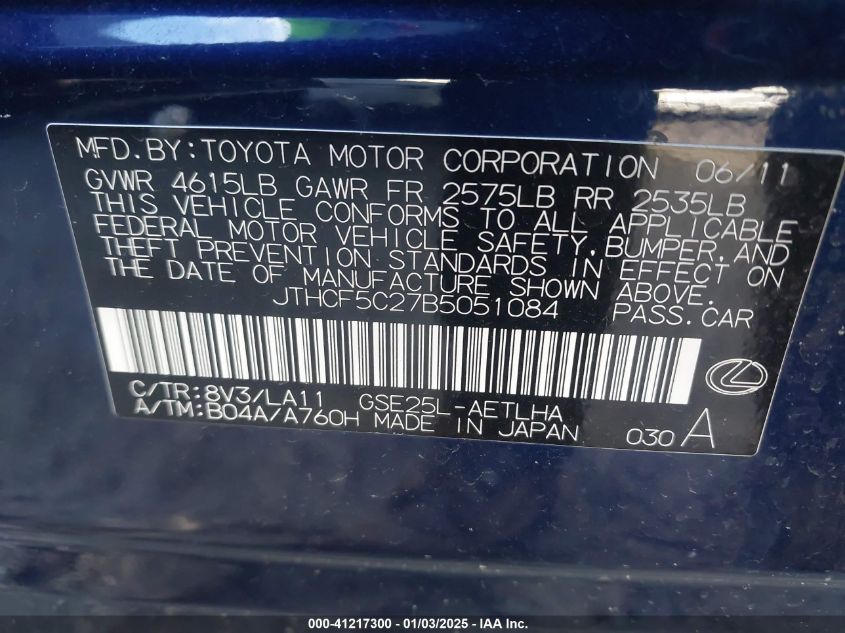 MFD.BY:TOYOTA MOTOR CORPORATION 06/11
GVWR 4615LB GAWR FR 2575LB RR 2535LB
THIS VEHICLE CONFORMS TO ALL APPLICABLE
FEDERAL MOTOR VEHICLE SAFETY,BUMPER,AND
THEFT PREVENTION STANDARDS IN EFFECT ON
THE DATE OF MANUFACTURE SHOWN ABOVE.
JTHCF5C27B5051084 PASS.CAR
C/TR:8V3/LA11 GSE25L-AETLHA
A/TM:B04A/A760H MADE IN JAPAN 030 A
000-41217300 - 01/03/2025 - IAA Inc.